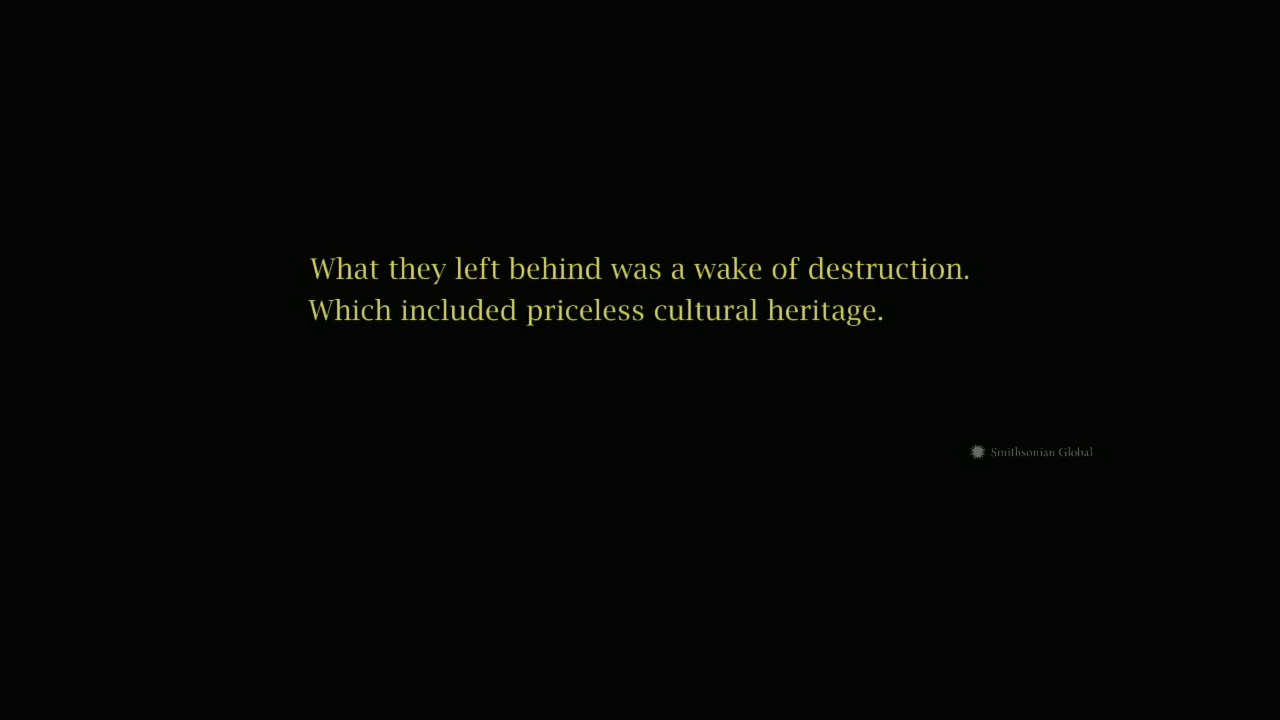 What they left behind was a wake of destruction.
Which included priceless cultural heritage.
Smithsonian Global